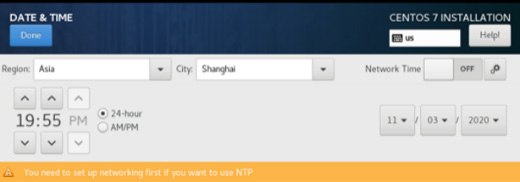 DATE & TIME
CENTOS 7 INSTALLATION
Done
us
Help!
Region: Asia City: Shanghai Network Time OFF
19:55 PM
24-hour
AM/PM
11 / 03 / 2020
You need to set up networking first if you want to use NTP